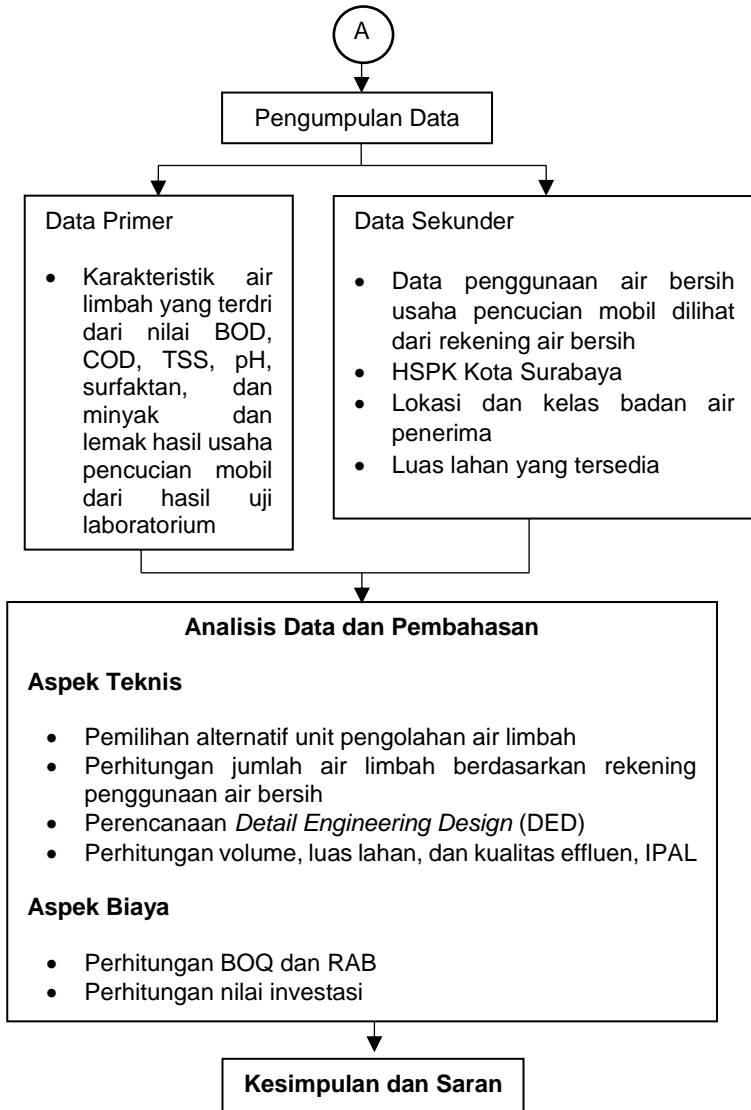 A
Pengumpulan Data
Data Primer
• Karakteristik air
limbah yang terdri
dari nilai BOD,
COD, TSS, pH,
surfaktan, dan
minyak dan
lemak hasil usaha
pencucian mobil
dari hasil uji
laboratorium
Data Sekunder
• Data penggunaan air bersih
usaha pencucian mobil dilihat
dari rekening air bersih
• HSPK Kota Surabaya
• Lokasi dan kelas badan air
penerima
• Luas lahan yang tersedia
Analisis Data dan Pembahasan
Aspek Teknis
• Pemilihan alternatif unit pengolahan air limbah
• Perhitungan jumlah air limbah berdasarkan rekening
penggunaan air bersih
• Perencanaan Detail Engineering Design (DED)
• Perhitungan volume, luas lahan, dan kualitas effluen, IPAL
Aspek Biaya
• Perhitungan BOQ dan RAB
• Perhitungan nilai investasi
Kesimpulan dan Saran